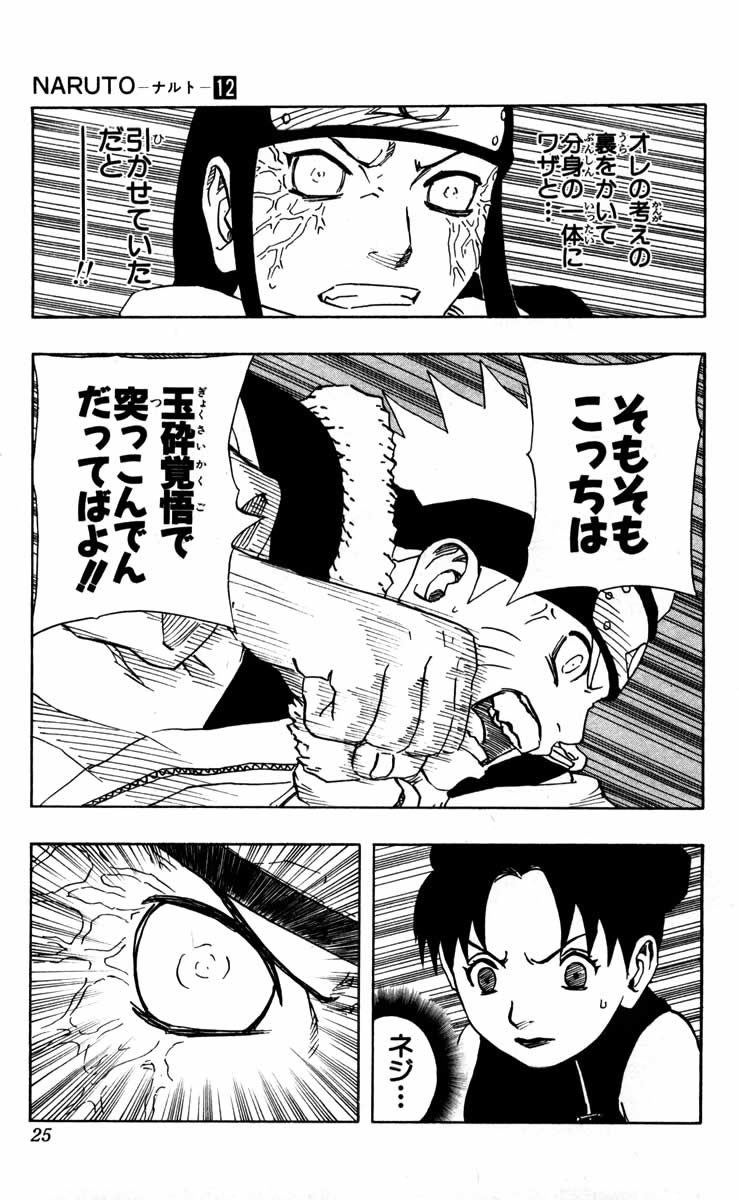 NARUTO—ナルト—12
オレの考えの
裏をかいて
分身の一体に
ワザと…
引かせていた
だと
――!!
そもそも
こっちは
玉砕覚悟で
突っこんでん
だってばよ!!
ネジ…
25